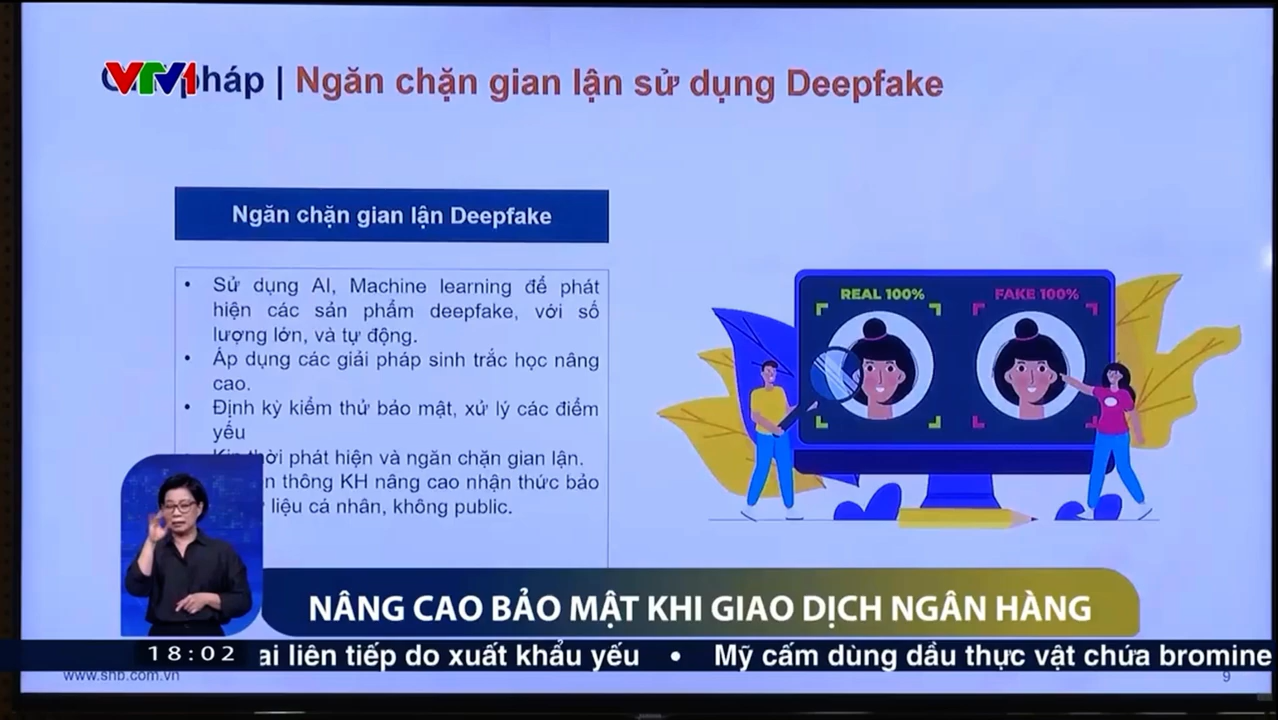 VTV1
pháp | Ngăn chặn gian lận sử dụng Deepfake
Ngăn chặn gian lận Deepfake
• Sử dụng AI, Machine learning để phát
hiện các sản phẩm deepfake, với số
lượng lớn, và tự động.
• Áp dụng các giải pháp sinh trắc học nâng
cao.
• Định kỳ kiểm thử bảo mật, xử lý các điểm
yếu
phát hiện và ngăn chặn gian lận.
thông KH nâng cao nhận thức bảo
liệu cá nhân, không public.
REAL 100%
FAKE 100%
NÂNG CAO BẢO MẬT KHI GIAO DỊCH NGÂN HÀNG
18:02
liên tiếp do xuất khẩu yếu • Mỹ cấm dùng dầu thực vật chứa bromine
www.shb.com.vn
9